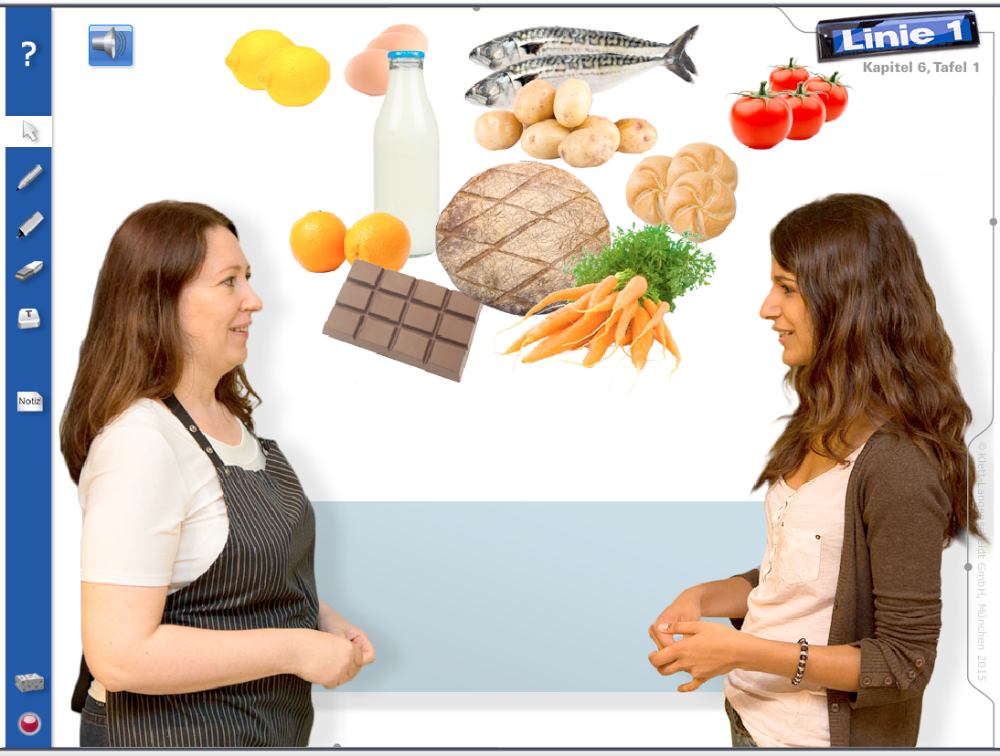 ?
Linie 1
Kapitel 6, Tafel 1
T
Notiz
© Klett-Langenscheidt GmbH, München 2015